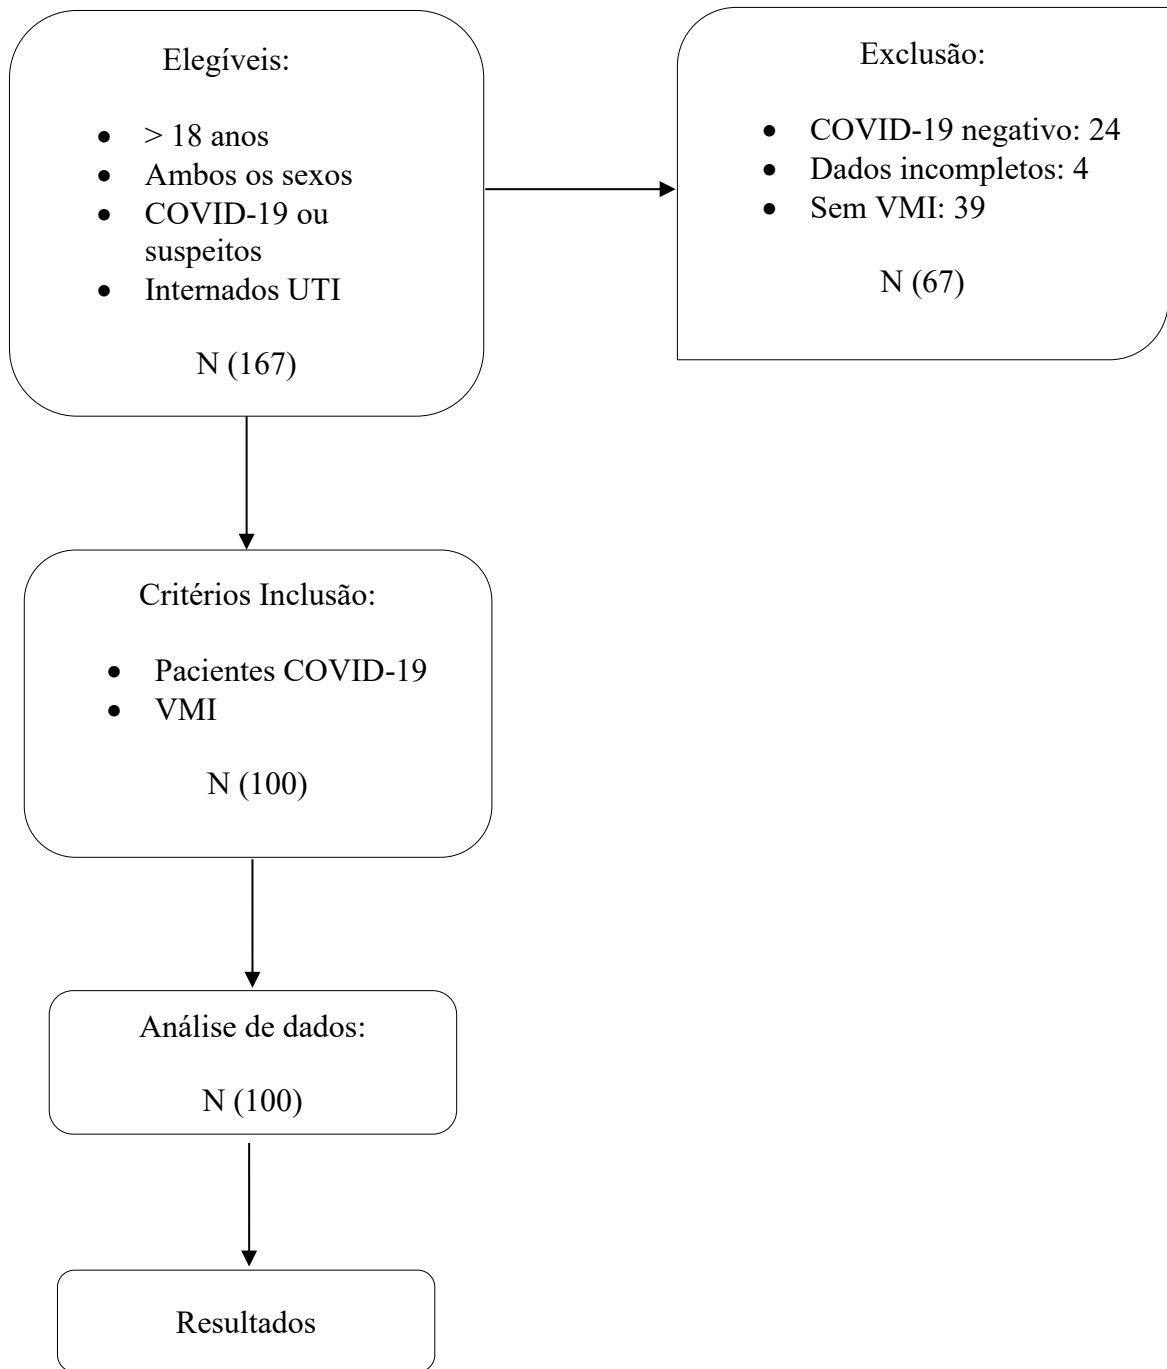 Elegíveis:
• > 18 anos
• Ambos os sexos
• COVID-19 ou
suspeitos
• Internados UTI
N (167)
Exclusão:
• COVID-19 negativo: 24
• Dados incompletos: 4
• Sem VMI: 39
N (67)
Critérios Inclusão:
• Pacientes COVID-19
• VMI
N (100)
Análise de dados:
N (100)
Resultados